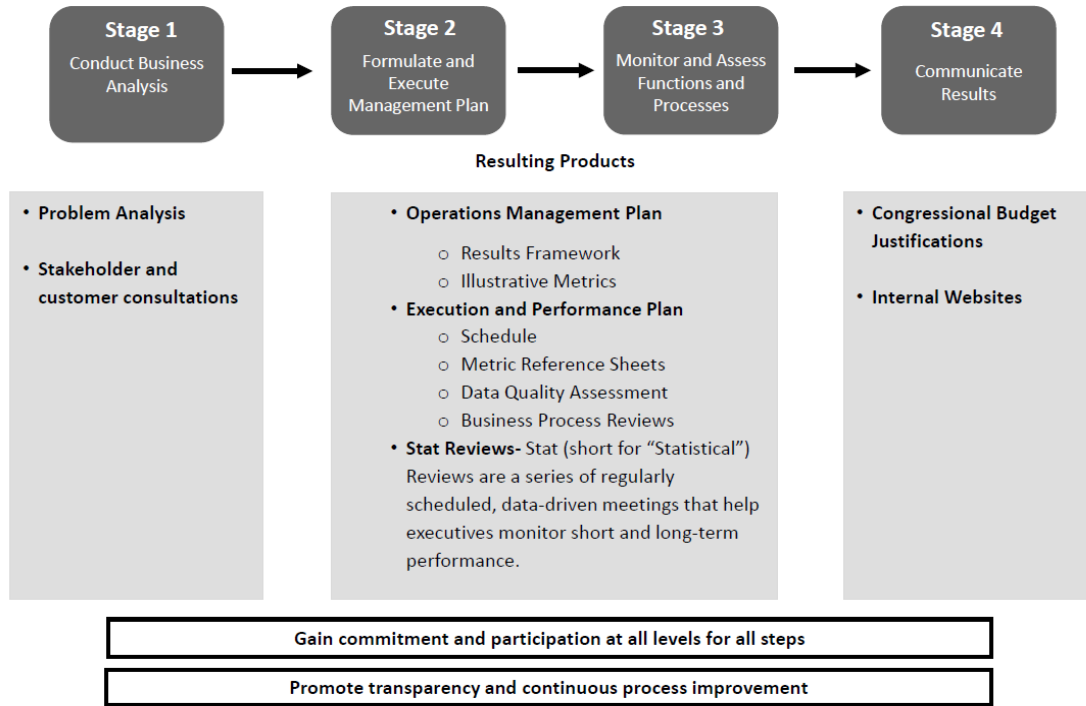 Stage 1
Conduct Business
Analysis
Stage 2
Formulate and
Execute
Management Plan
Stage 3
Monitor and Assess
Functions and
Processes
Stage 4
Communicate
Results
Resulting Products
• Problem Analysis
• Stakeholder and
customer consultations
• Operations Management Plan
o Results Framework
o Illustrative Metrics
• Execution and Performance Plan
o Schedule
o Metric Reference Sheets
o Data Quality Assessment
o Business Process Reviews
• Stat Reviews- Stat (short for “Statistical”)
Reviews are a series of regularly
scheduled, data-driven meetings that help
executives monitor short and long-term
performance.
• Congressional Budget
Justifications
• Internal Websites
Gain commitment and participation at all levels for all steps
Promote transparency and continuous process improvement